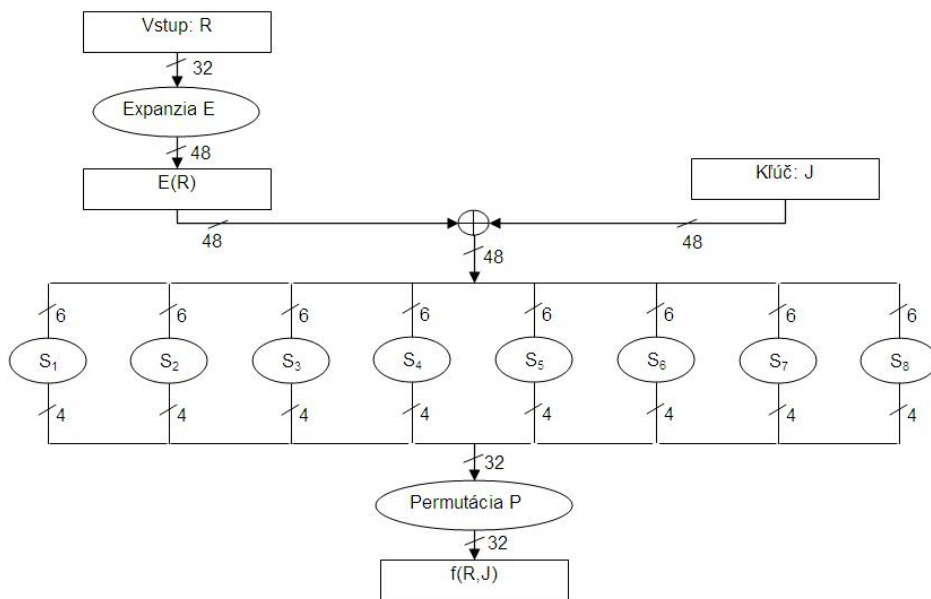 Vstup: R
32
Expanzia E
48
E(R)
Kľúč: J
48
48
48
6 6 6 6 6 6 6 6
S₁ S₂ S₃ S₄ S₅ S₆ S₇ S₈
4 4 4 4 4 4 4 4
32
Permutácia P
32
f(R,J)